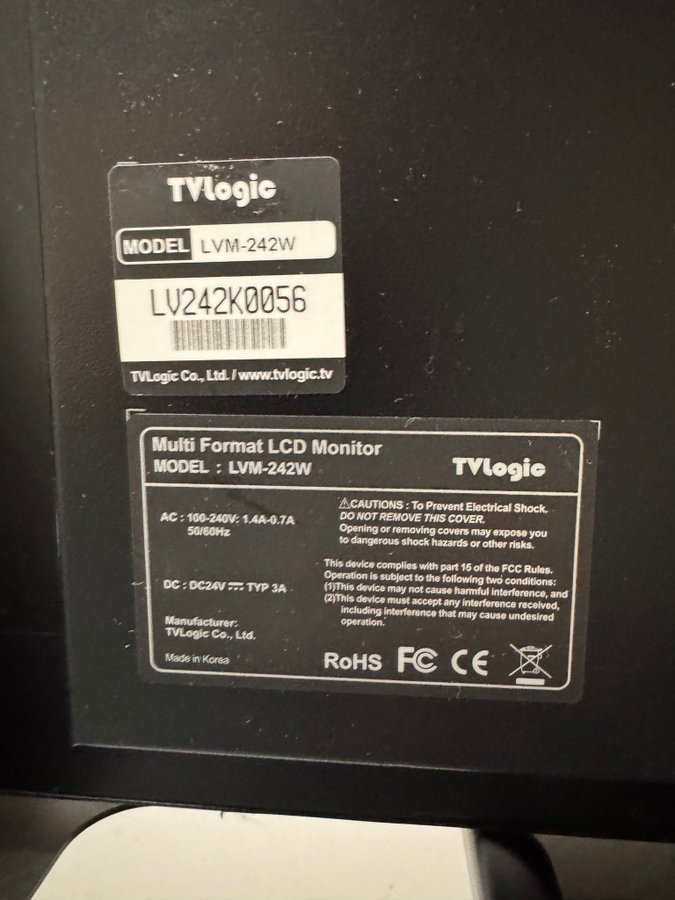 TVLogic
MODEL LVM-242W
LV242K0056
TVLogic Co., Ltd. / www.tvlogic.tv
Multi Format LCD Monitor
MODEL : LVM-242W
TVLogic
AC : 100-240V: 1.4A-0.7A
50/60Hz
DC : DC24V TYP 3A
Manufacturer:
TVLogic Co., Ltd.
Made in Korea
⚠CAUTIONS : To Prevent Electrical Shock.
DO NOT REMOVE THIS COVER.
Opening or removing covers may expose you
to dangerous shock hazards or other risks.
This device complies with part 15 of the FCC Rules.
Operation is subject to the following two conditions:
(1)This device may not cause harmful interference, and
(2)This device must accept any interference received,
including interference that may cause undesired
operation.
RoHS FC CE